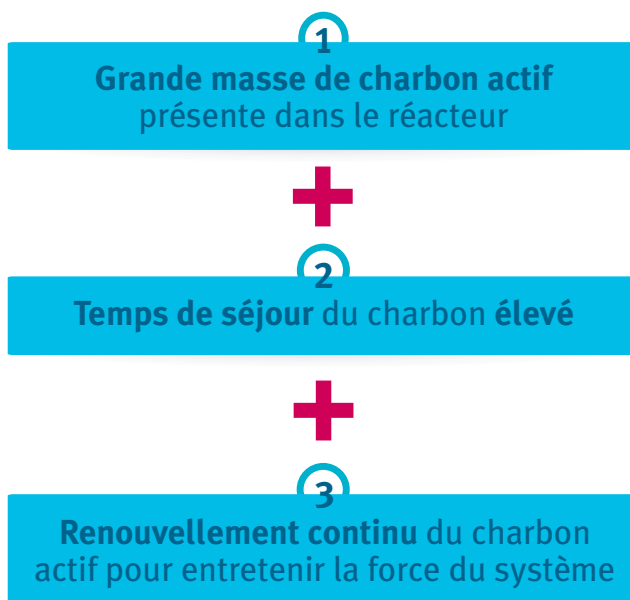 1
Grande masse de charbon actif
présente dans le réacteur
2
Temps de séjour du charbon élevé
3
Renouvellement continu du charbon
actif pour entretenir la force du système